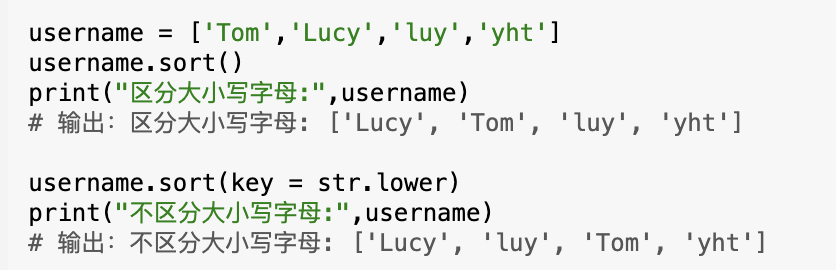 username = ['Tom','Lucy','luy','yht']
username.sort()
print("区分大小写字母:",username)
# 输出：区分大小写字母: ['Lucy', 'Tom', 'luy', 'yht']
username.sort(key = str.lower)
print("不区分大小写字母:",username)
# 输出：不区分大小写字母: ['Lucy', 'luy', 'Tom', 'yht']